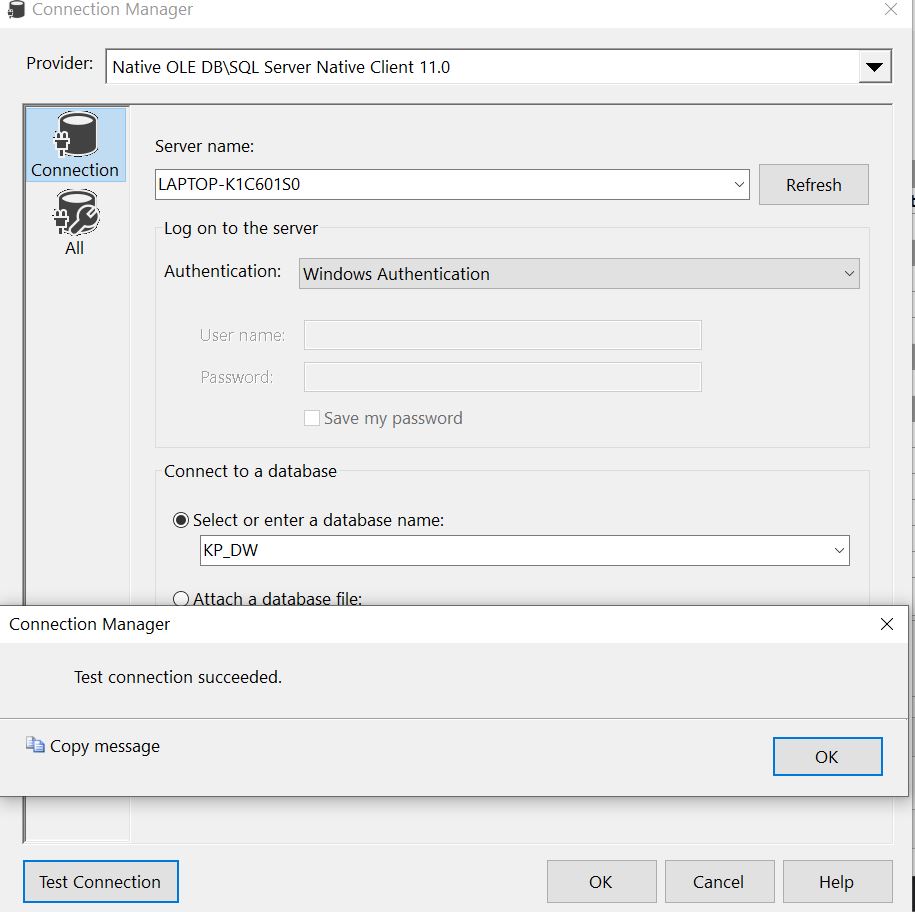 Connection Manager
Provider:
Native OLE DB\SQL Server Native Client 11.0
Connection
All
Server name:
LAPTOP-K1C601S0
Refresh
Log on to the server
Authentication:
Windows Authentication
User name:
Password:
Save my password
Connect to a database
Select or enter a database name:
KP_DW
Attach a database file:
Connection Manager
Test connection succeeded.
Copy message
OK
Test Connection
OK
Cancel
Help